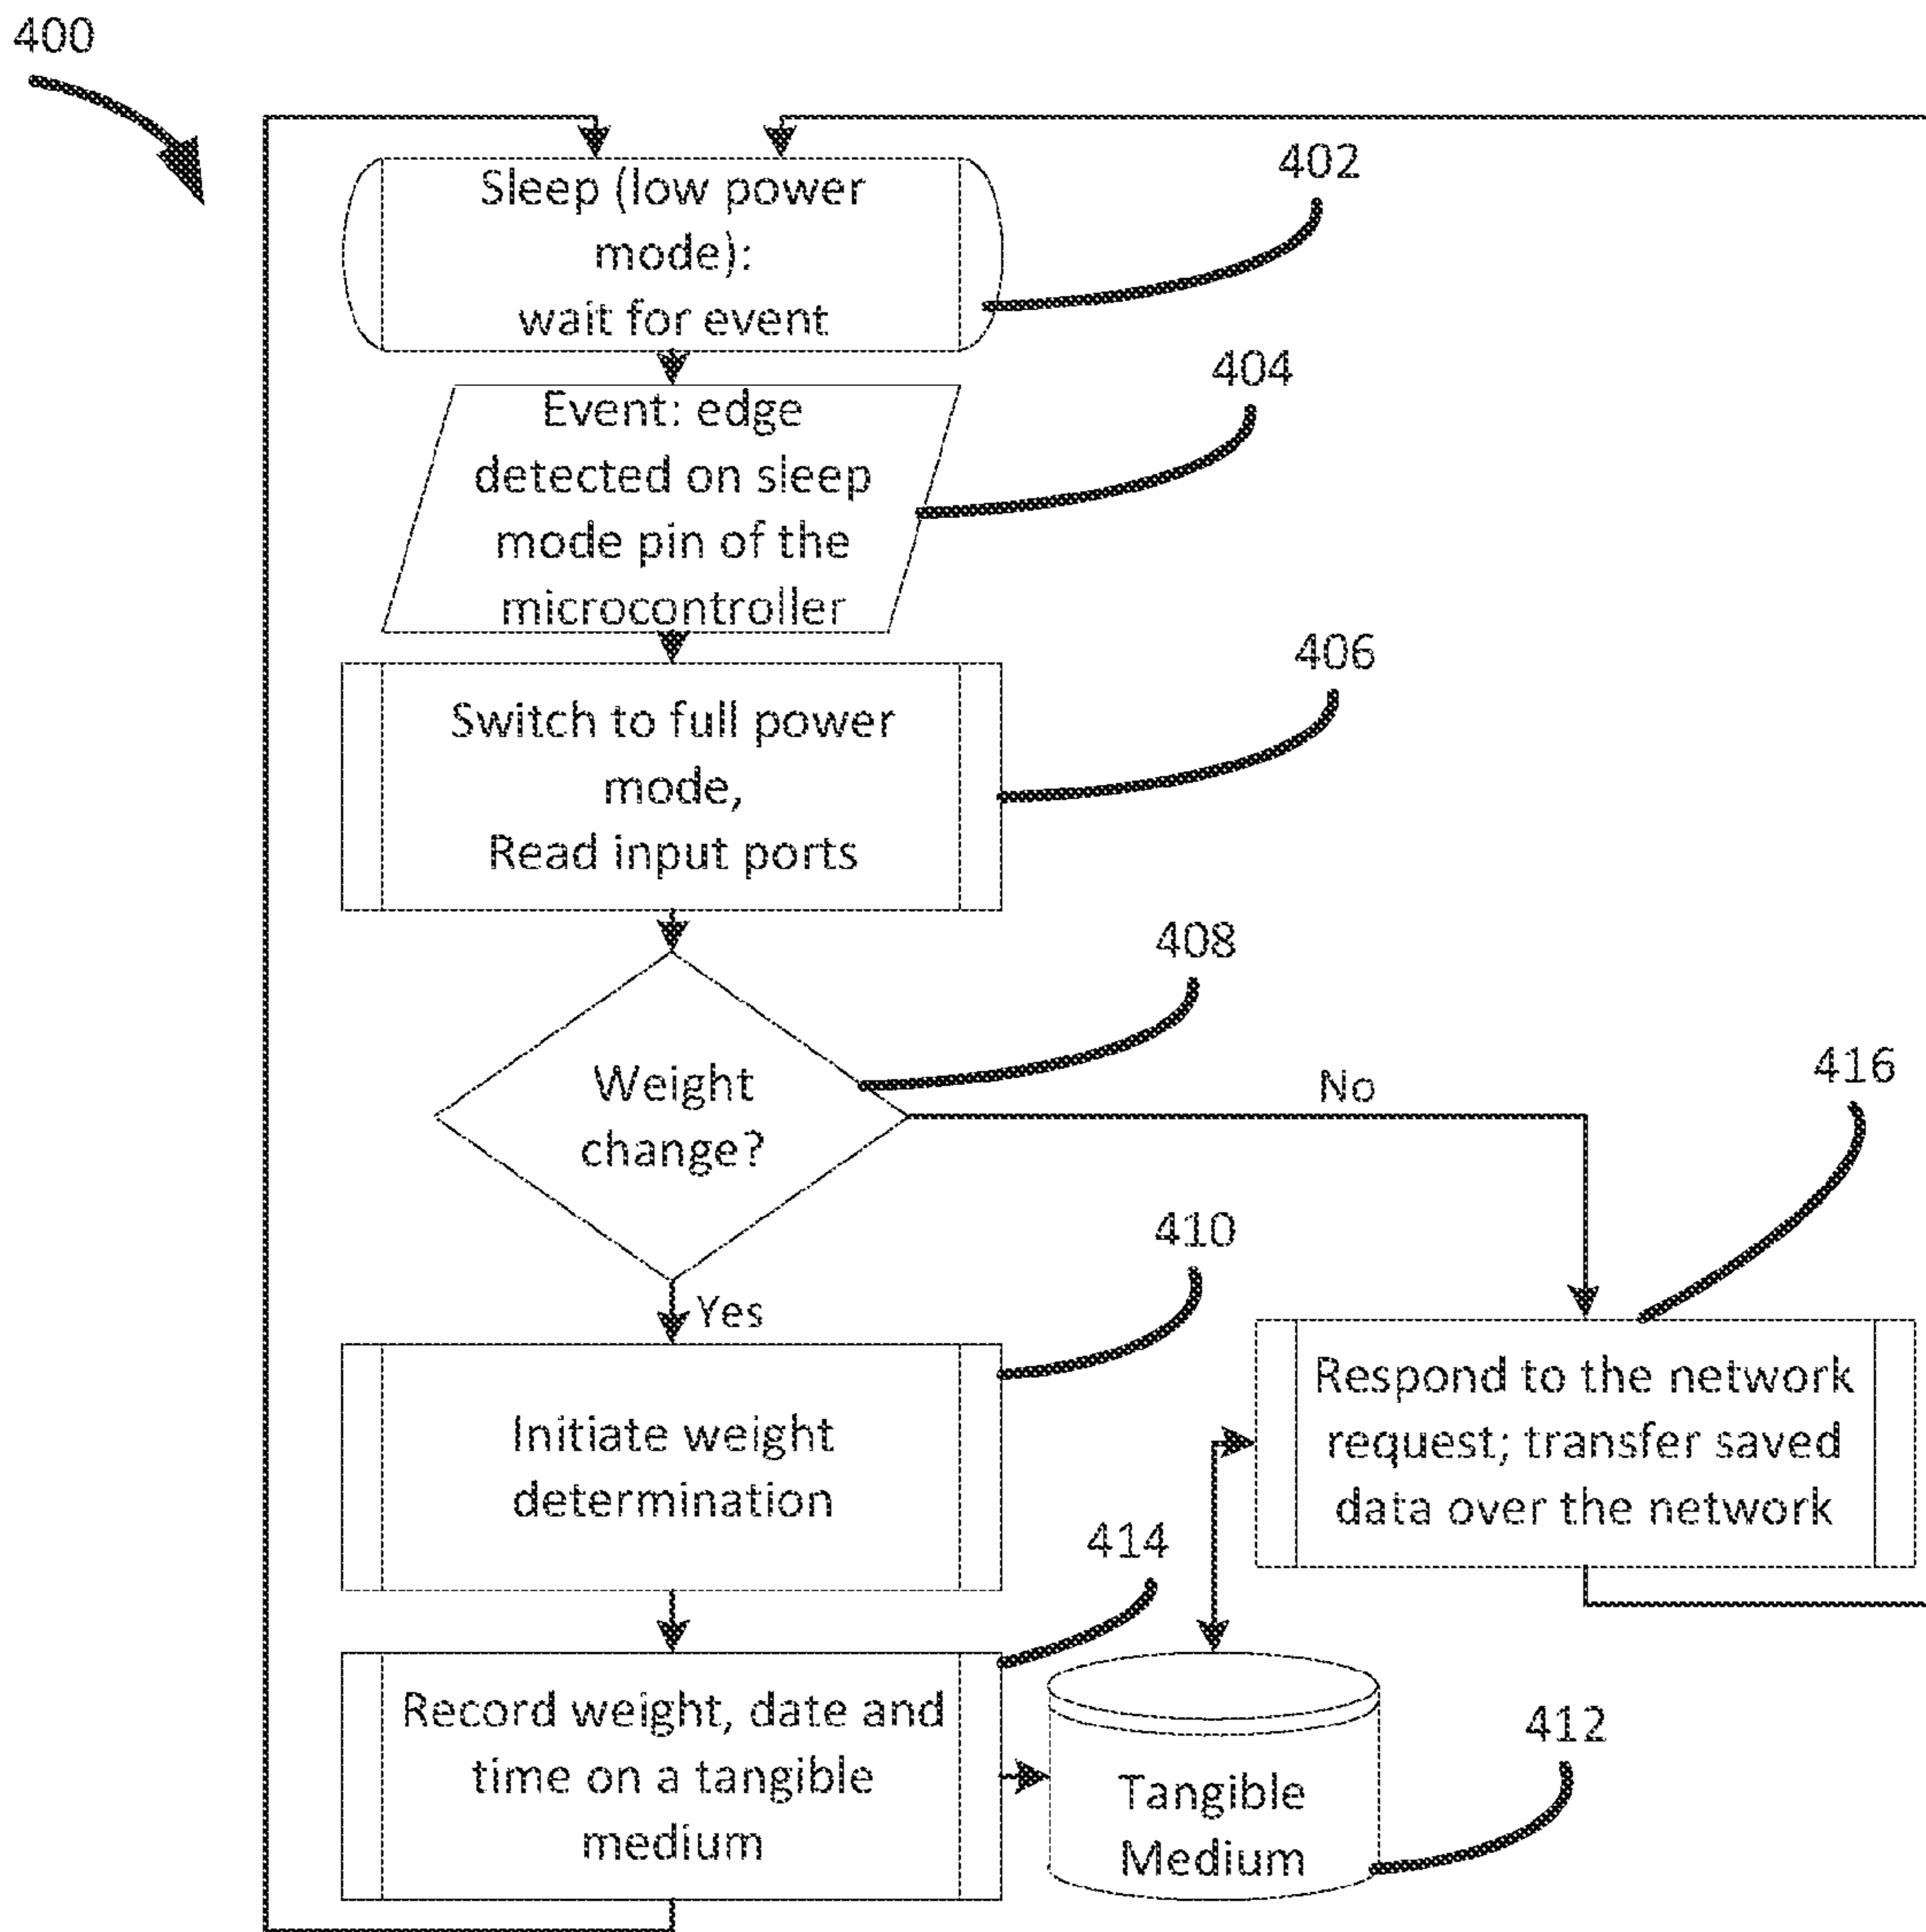 400
402
Sleep (low power
mode):
wait for event
404
Event: edge
detected on sleep
mode pin of the
microcontroller
406
Switch to full power
mode,
Read input ports
408
Weight
change?
No
416
410
Yes
Initiate weight
determination
Respond to the network
request; transfer saved
data over the network
414
Record weight, date and
time on a tangible
medium
412
Tangible
Medium